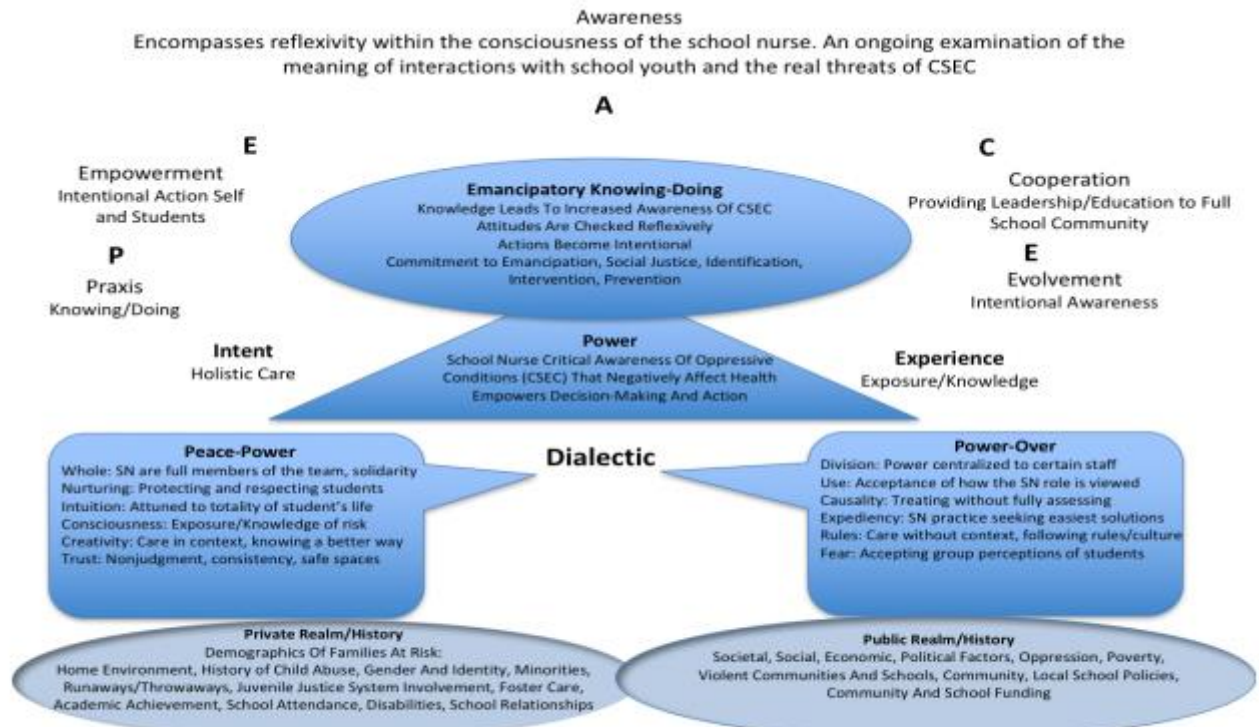 Awareness
Encompasses reflexivity within the consciousness of the school nurse. An ongoing examination of the
meaning of interactions with school youth and the real threats of CSEC
A
E
Empowerment
Intentional Action Self
and Students
P
Praxis
Knowing/Doing
C
Cooperation
Providing Leadership/Education to Full
School Community
E
Evolvement
Intentional Awareness
Emancipatory Knowing-Doing
Knowledge Leads To Increased Awareness Of CSEC
Attitudes Are Checked Reflexively
Actions Become Intentional
Commitment to Emancipation, Social Justice, Identification,
Intervention, Prevention
Intent
Holistic Care
Power
School Nurse Critical Awareness Of Oppressive
Conditions (CSEC) That Negatively Affect Health
Empowers Decision-Making And Action
Experience
Exposure/Knowledge
Peace-Power
Whole: SN are full members of the team, solidarity
Nurturing: Protecting and respecting students
Intuition: Attuned to totality of student's life
Consciousness: Exposure/Knowledge of risk
Creativity: Care in context, knowing a better way
Trust: Nonjudgment, consistency, safe spaces
Dialectic
Power-Over
Division: Power centralized to certain staff
Use: Acceptance of how the SN role is viewed
Causality: Treating without fully assessing
Expediency: SN practice seeking easiest solutions
Rules: Care without context, following rules/culture
Fear: Accepting group perceptions of students
Private Realm/History
Demographics Of Families At Risk:
Home Environment, History of Child Abuse, Gender And Identity, Minorities,
Runaways/Throwaways, Juvenile Justice System Involvement, Foster Care,
Academic Achievement, School Attendance, Disabilities, School Relationships
Public Realm/History
Societal, Social, Economic, Political Factors, Oppression, Poverty,
Violent Communities And Schools, Community, Local School Policies,
Community And School Funding